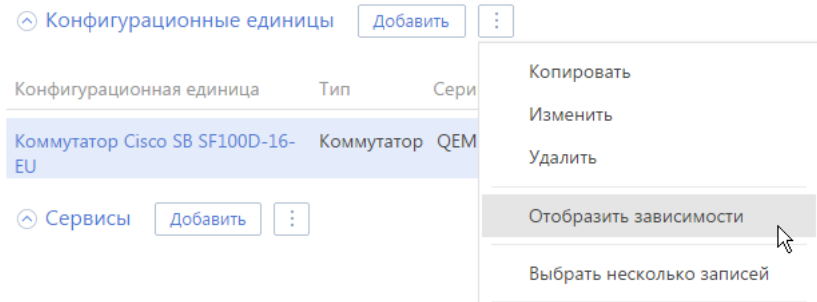 Конфигурационные единицы Добавить
Копировать
Конфигурационная единица Тип Сери
Изменить
Коммутатор Cisco SB SF100D-16-EU Коммутатор QEM
Удалить
Сервисы Добавить
Отобразить зависимости
Выбрать несколько записей